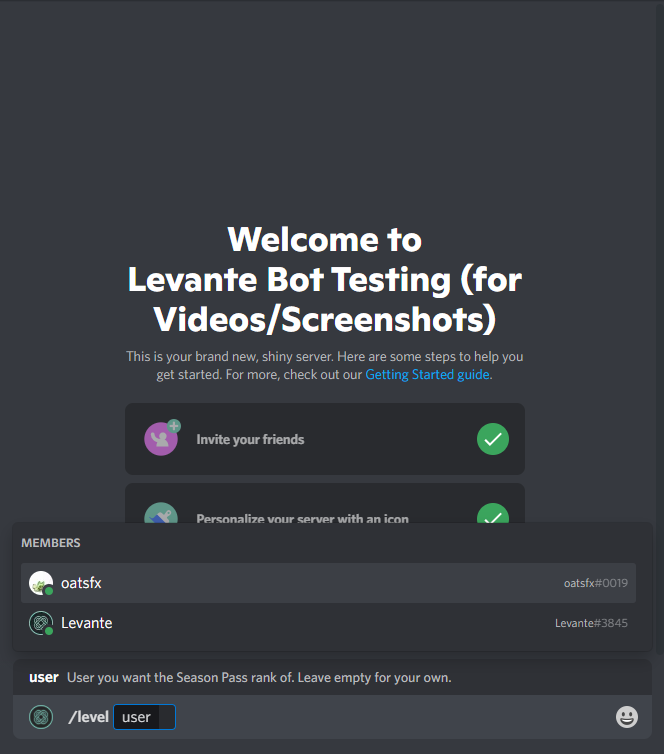 Welcome to
Levante Bot Testing (for
Videos/Screenshots)
This is your brand new, shiny server. Here are some steps to help you
get started. For more, check out our Getting Started guide.
Invite your friends
Personalize your server with an icon
MEMBERS
oatsfx oatsfx#0019
Levante Levante#3845
user User you want the Season Pass rank of. Leave empty for your own.
/level user